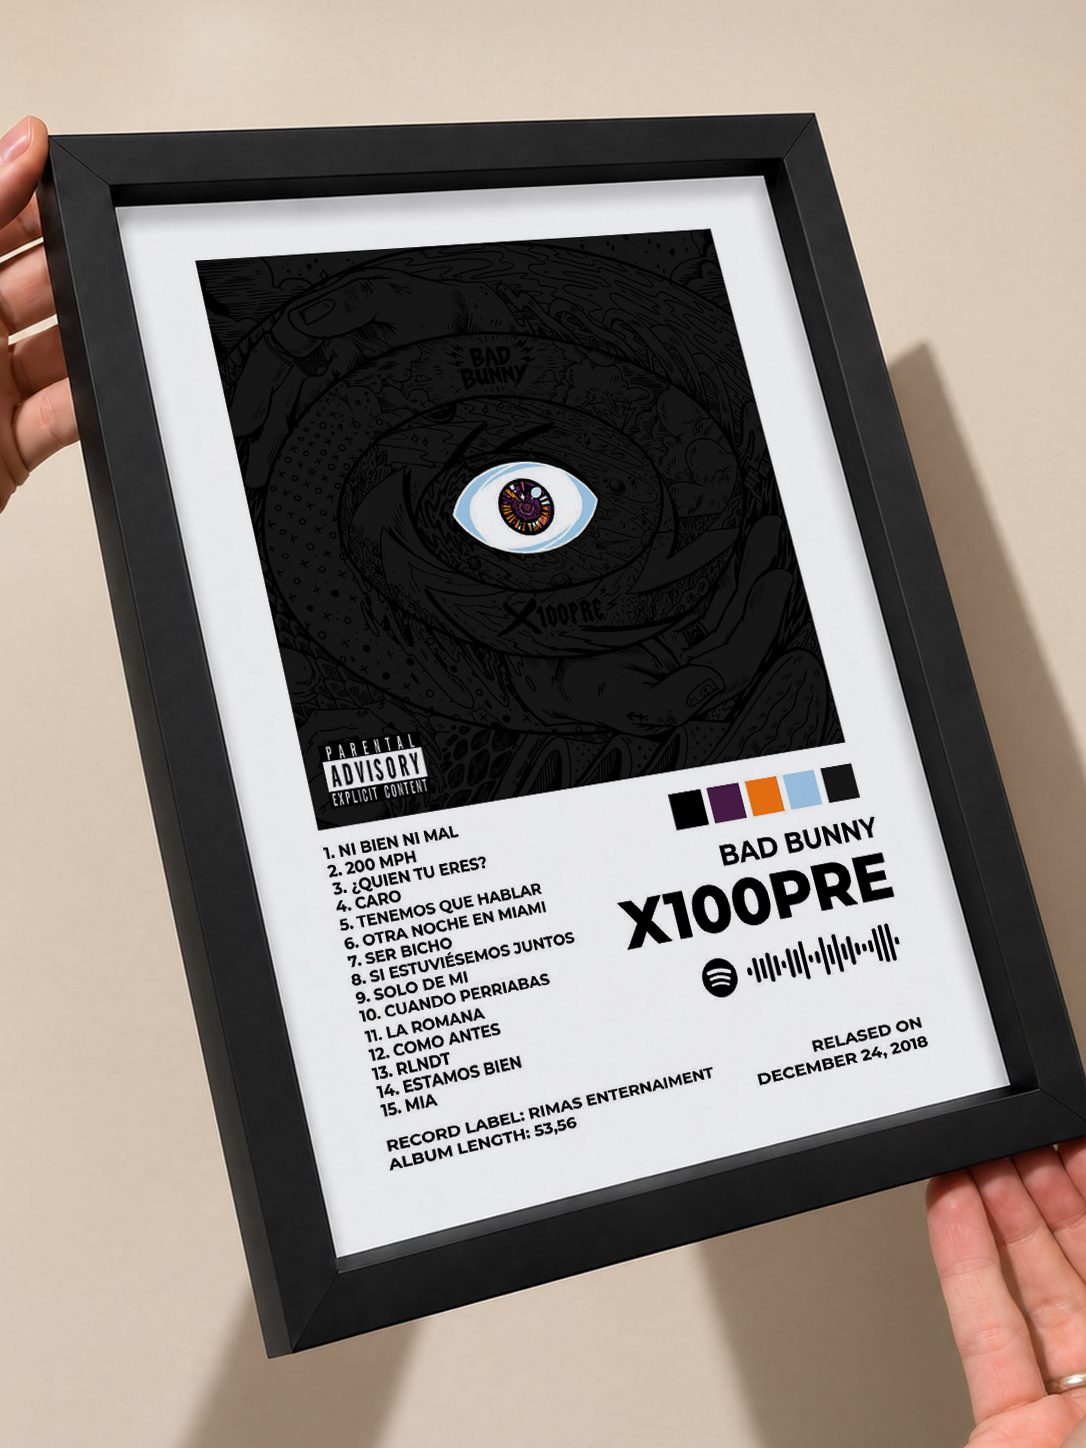 BAD
BUNNY
X100PRE
PARENTAL
ADVISORY
EXPLICIT CONTENT
1. NI BIEN NI MAL
2. 200 MPH
3. ¿QUIEN TU ERES?
4. CARO
5. TENEMOS QUE HABLAR
6. OTRA NOCHE EN MIAMI
7. SER BICHO
8. SI ESTUVIÉSEMOS JUNTOS
9. SOLO DE MI
10. CUANDO PERRIABAS
11. LA ROMANA
12. COMO ANTES
13. RLNDT
14. ESTAMOS BIEN
15. MIA
RECORD LABEL: RIMAS ENTERNAIMENT
ALBUM LENGTH: 53,56
BAD BUNNY
X100PRE
RELASED ON
DECEMBER 24, 2018